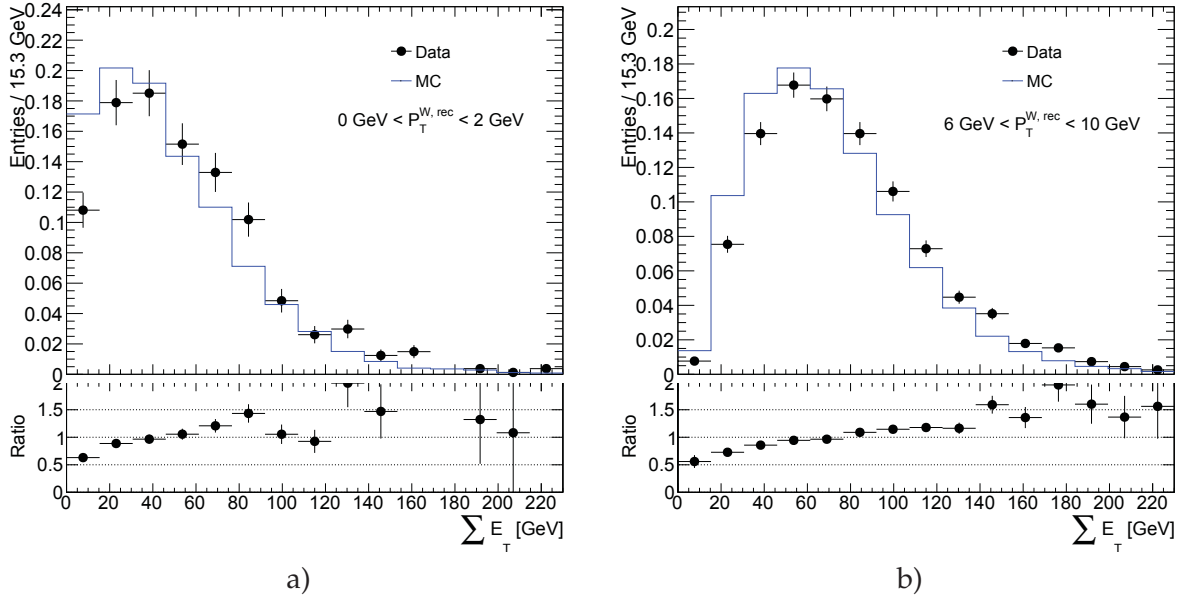 Entries / 15.3 GeV
0.24
0.22
0.2
0.18
0.16
0.14
0.12
0.1
0.08
0.06
0.04
0.02
0
Data
MC
0 GeV < P_T^{W, rec} < 2 GeV
Ratio
2
1.5
1
0.5
0
0 20 40 60 80 100 120 140 160 180 200 220
∑ E_T [GeV]
a)
Entries / 15.3 GeV
0.2
0.18
0.16
0.14
0.12
0.1
0.08
0.06
0.04
0.02
0
Data
MC
6 GeV < P_T^{W, rec} < 10 GeV
Ratio
2
1.5
1
0.5
0
0 20 40 60 80 100 120 140 160 180 200 220
∑ E_T [GeV]
b)